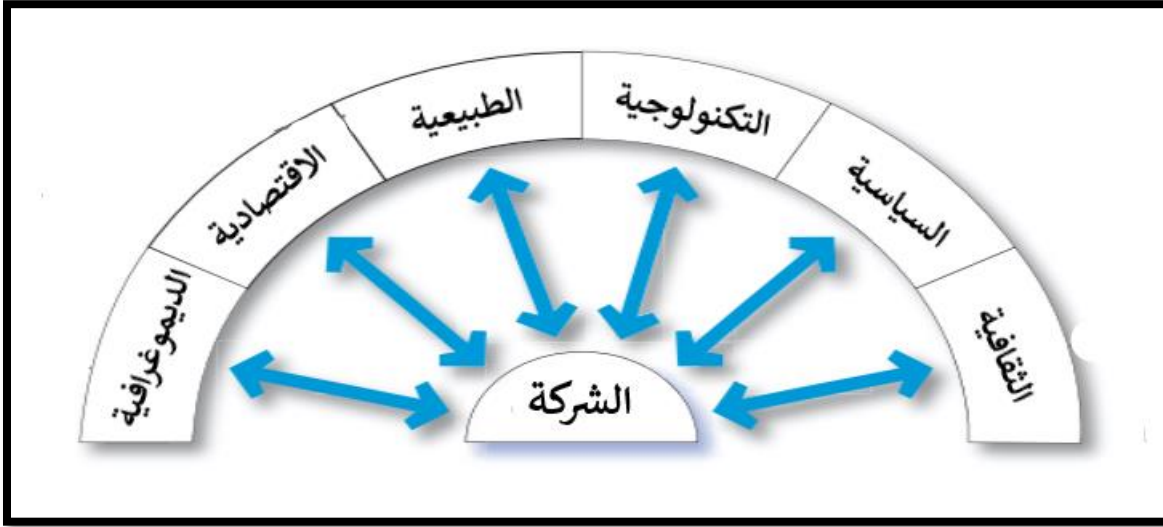 الثقافية
السياسية
التكنولوجية
الطبيعية
الاقتصادية
الديموغرافية
الشركة